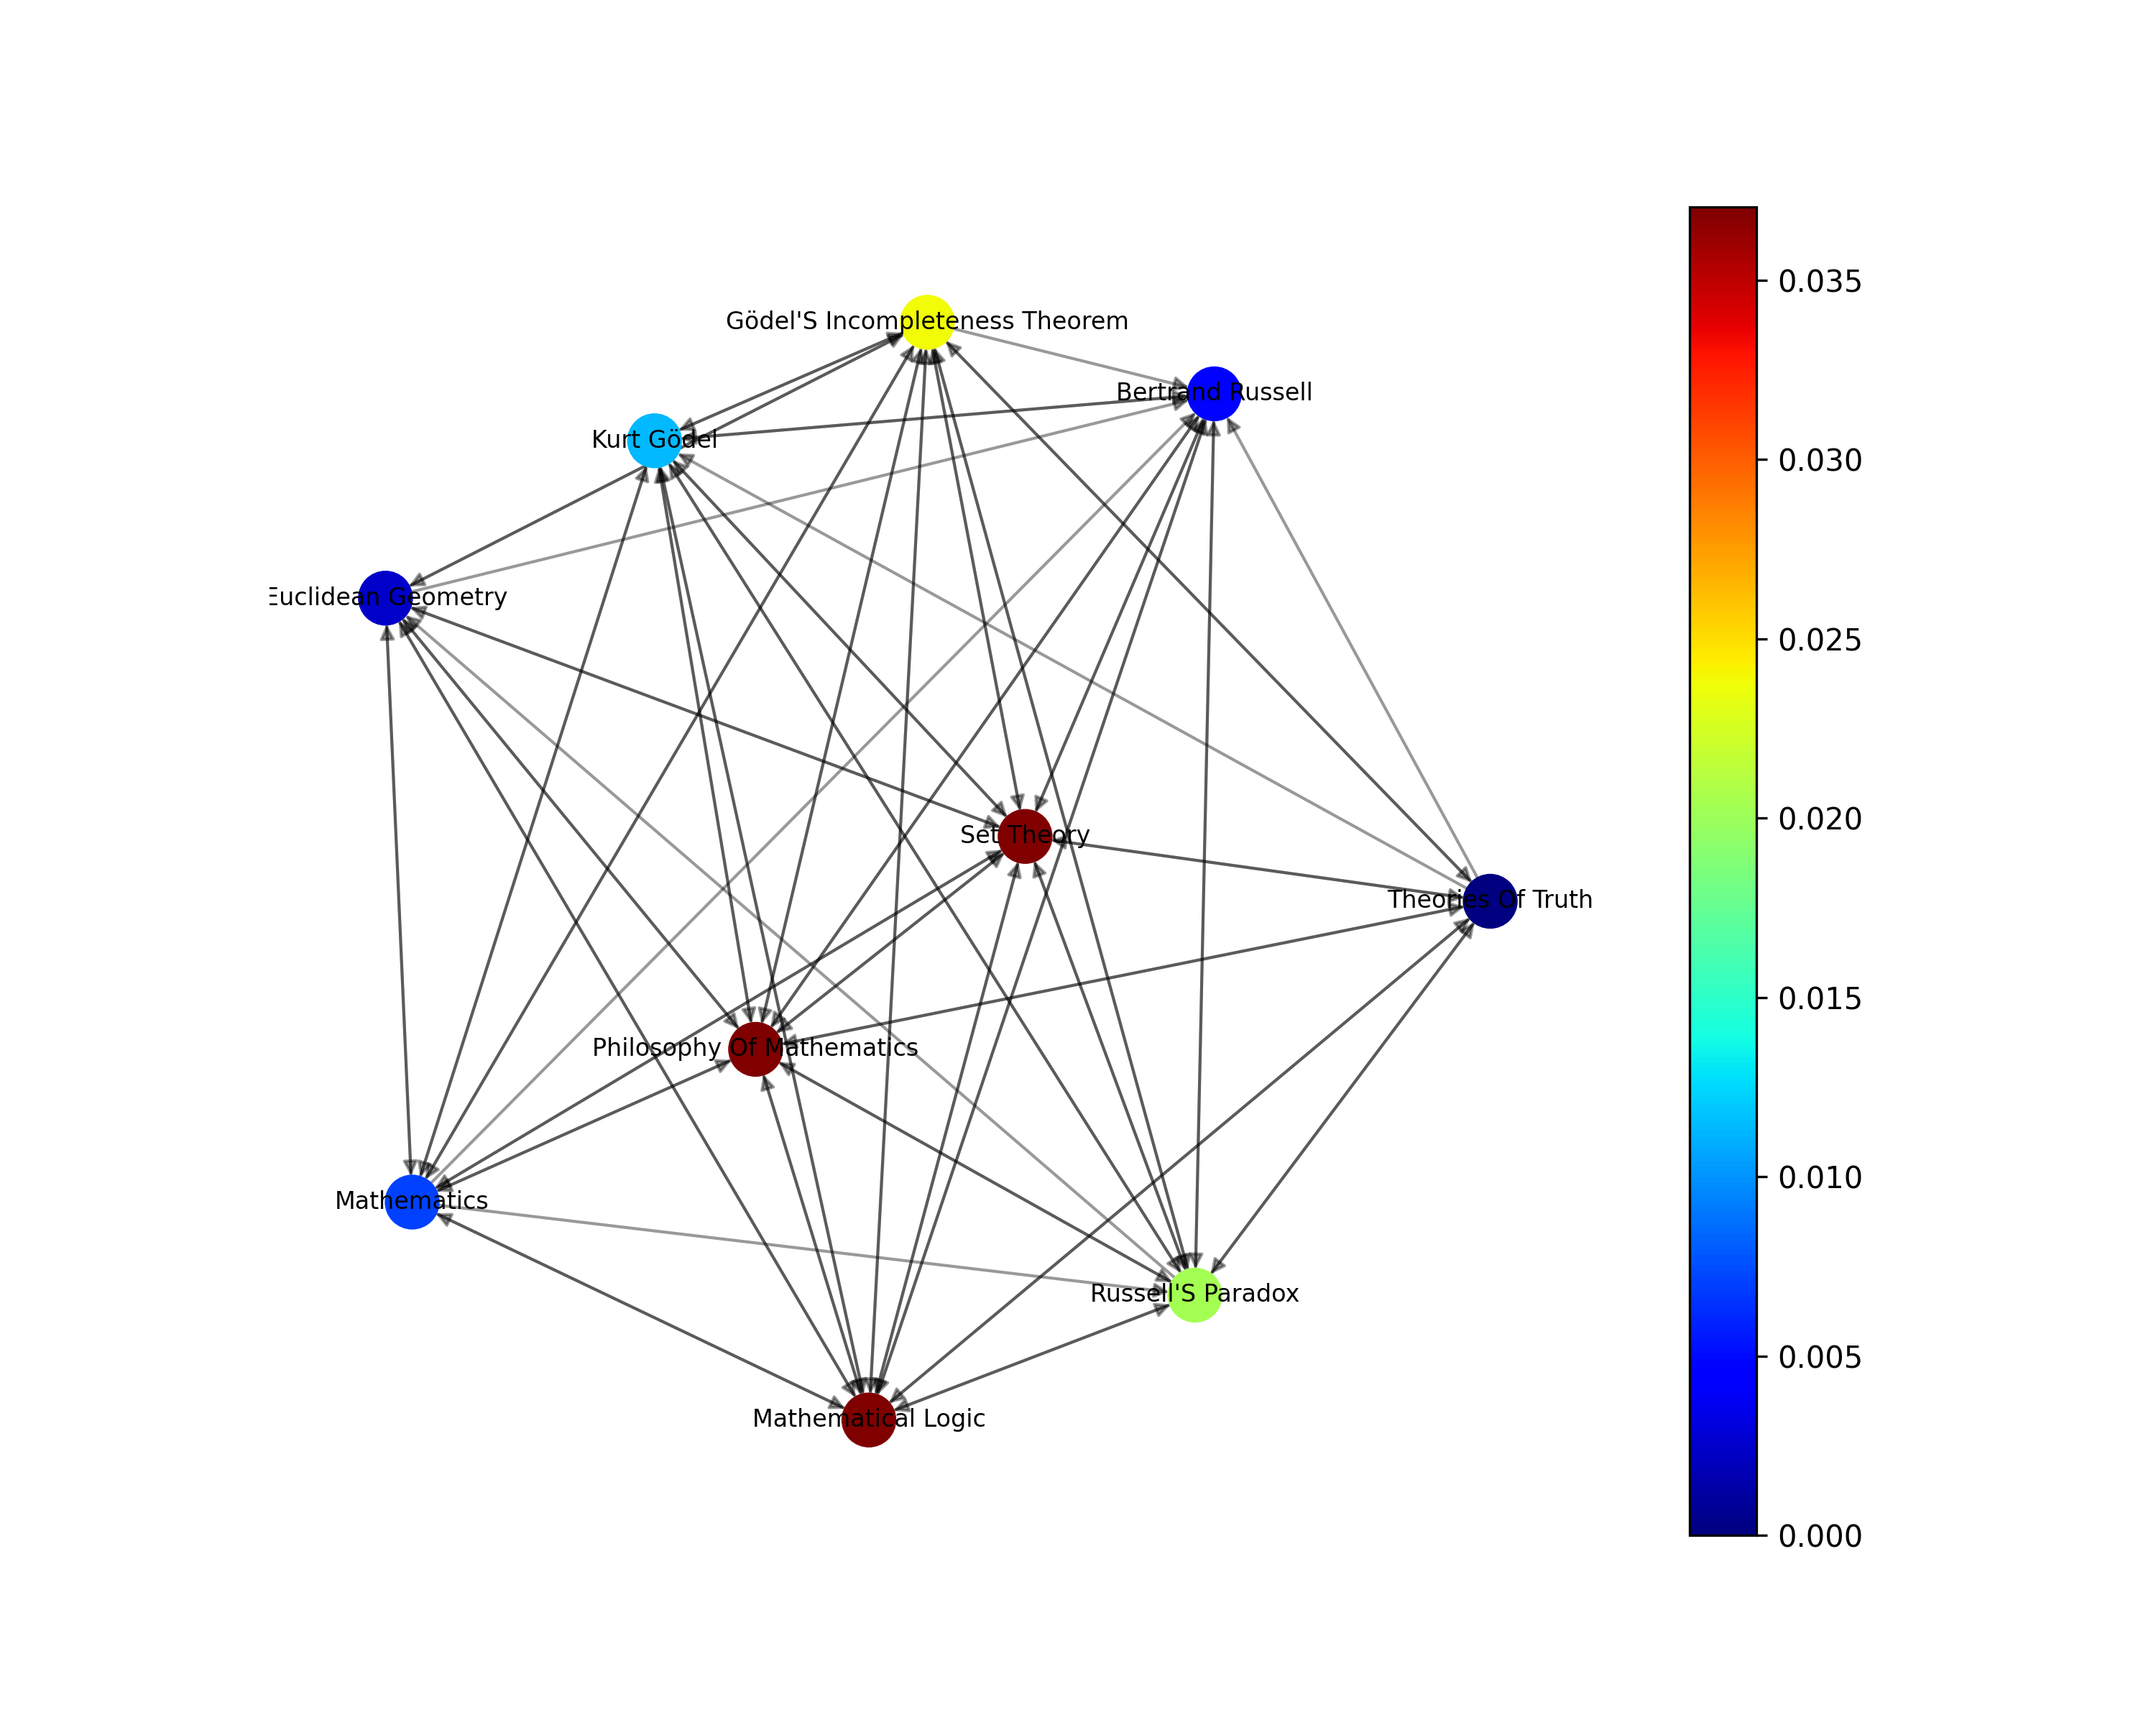 Gödel'S Incompleteness Theorem
Bertrand Russell
Kurt Gödel
Euclidean Geometry
Set Theory
Theories Of Truth
Philosophy Of Mathematics
Mathematics
Russell'S Paradox
Mathematical Logic
0.035
0.030
0.025
0.020
0.015
0.010
0.005
0.000